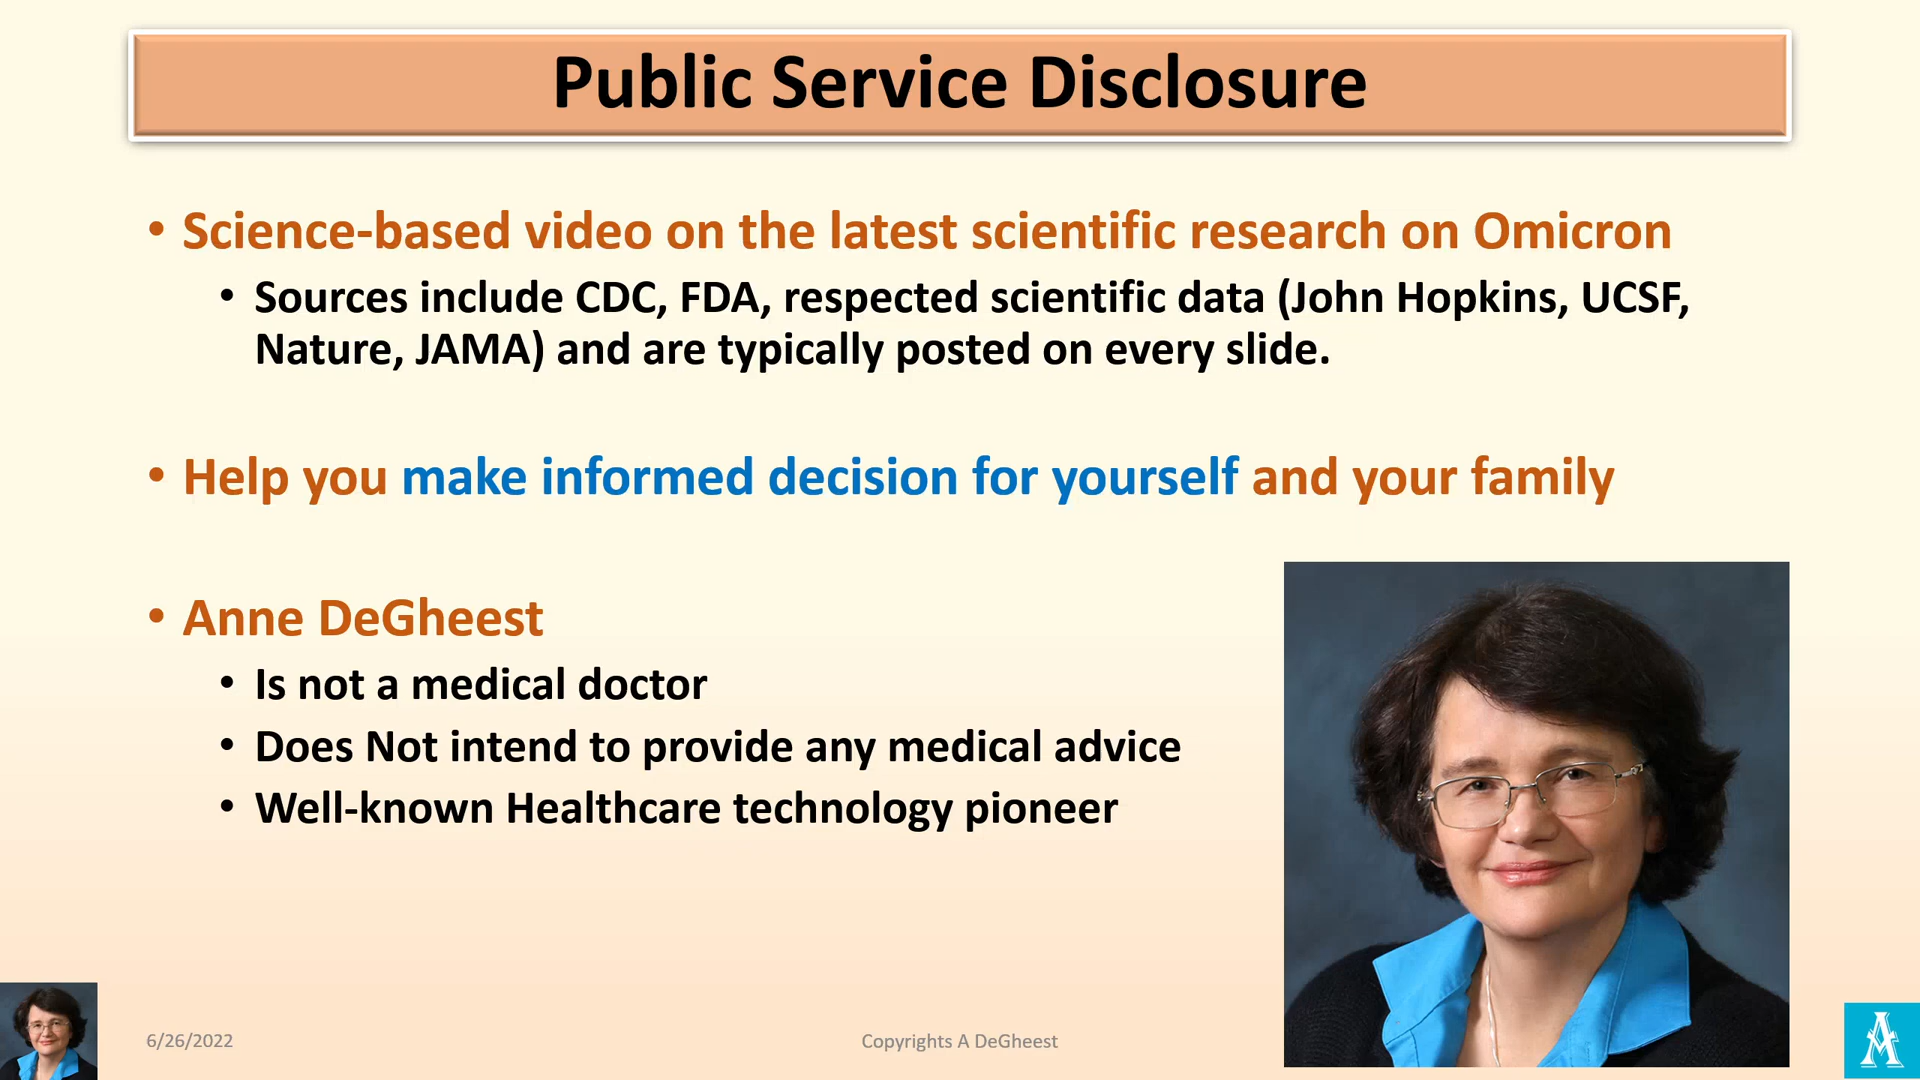 Public Service Disclosure
• Science-based video on the latest scientific research on Omicron
• Sources include CDC, FDA, respected scientific data (John Hopkins, UCSF,
Nature, JAMA) and are typically posted on every slide.
• Help you make informed decision for yourself and your family
• Anne DeGheest
• Is not a medical doctor
• Does Not intend to provide any medical advice
• Well-known Healthcare technology pioneer
6/26/2022
Copyrights A DeGheest
A